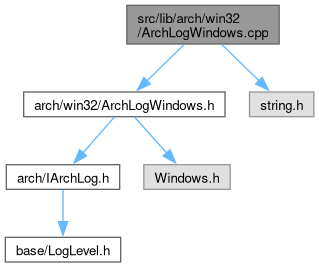 src/lib/arch/win32
/ArchLogWindows.cpp
arch/win32/ArchLogWindows.h
string.h
arch/IArchLog.h
Windows.h
base/LogLevel.h